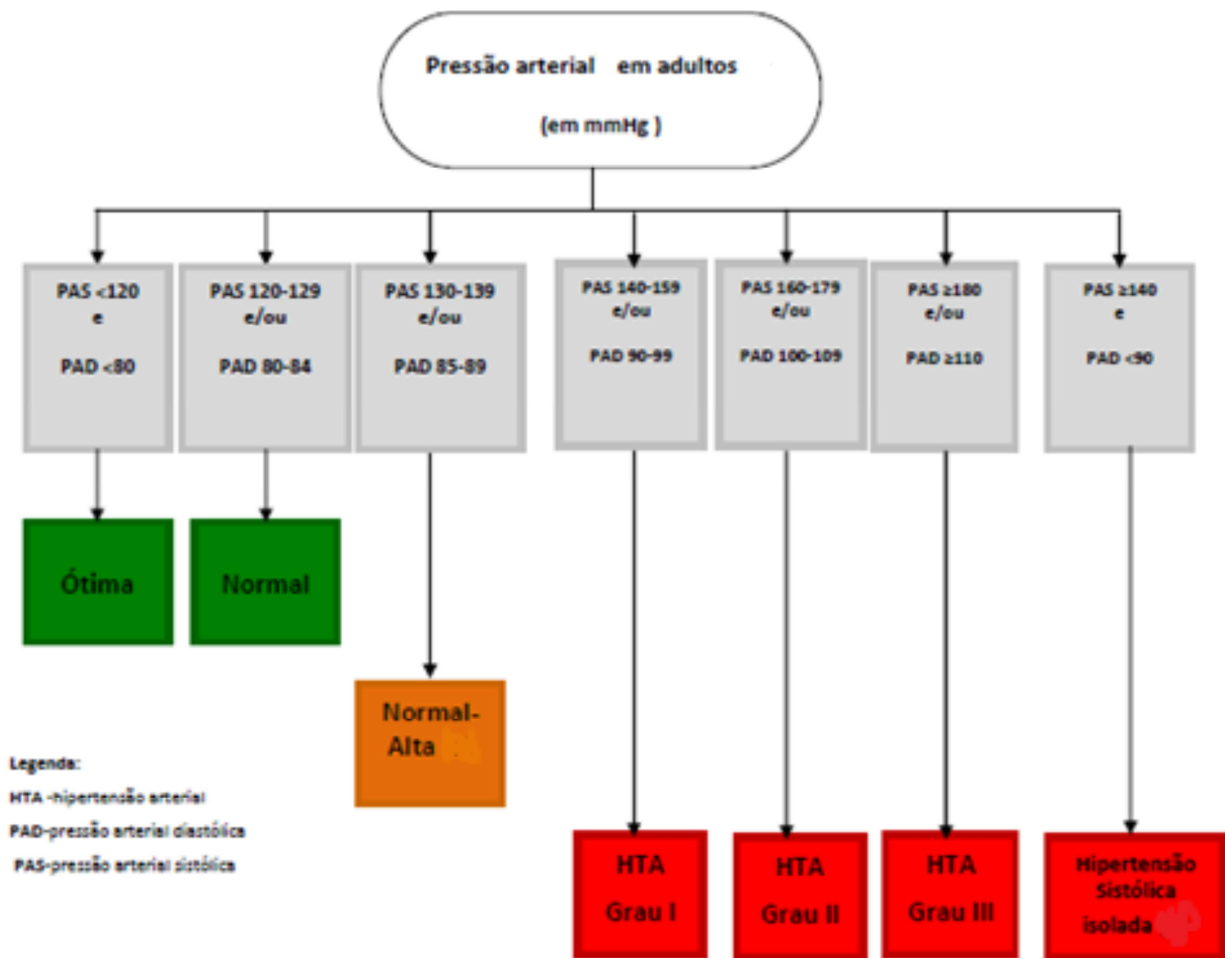 Pressão arterial em adultos
(em mmHg )
PAS <120
e
PAD <80
PAS 120-129
e/ou
PAD 80-84
PAS 130-139
e/ou
PAD 85-89
PAS 140-159
e/ou
PAD 90-99
PAS 160-179
e/ou
PAD 100-109
PAS ≥180
e/ou
PAD ≥110
PAS ≥140
e
PAD <90
Ótima
Normal
Normal-
Alta
Legenda:
HTA -hipertensão arterial
PAD-pressão arterial diastólica
PAS-pressão arterial sistólica
HTA
Grau I
HTA
Grau II
HTA
Grau III
Hipertensão
Sistólica
isolada